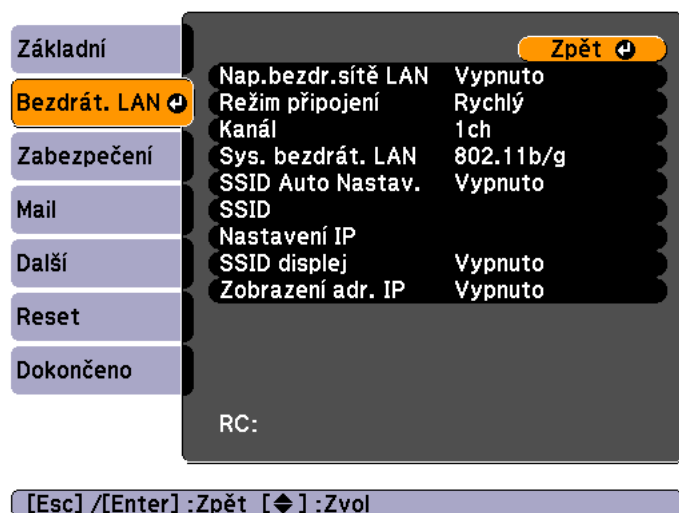 Základní
Bezdrát. LAN
Zabezpečení
Mail
Další
Reset
Dokončeno
Zpět
Nap.bezdr.sítě LAN Vypnuto
Režim připojení Rychlý
Kanál 1ch
Sys. bezdrát. LAN 802.11b/g
SSID Auto Nastav. Vypnuto
SSID
Nastavení IP
SSID displej Vypnuto
Zobrazení adr. IP Vypnuto
RC:
[Esc] /[Enter] :Zpět [◆] :Zvol